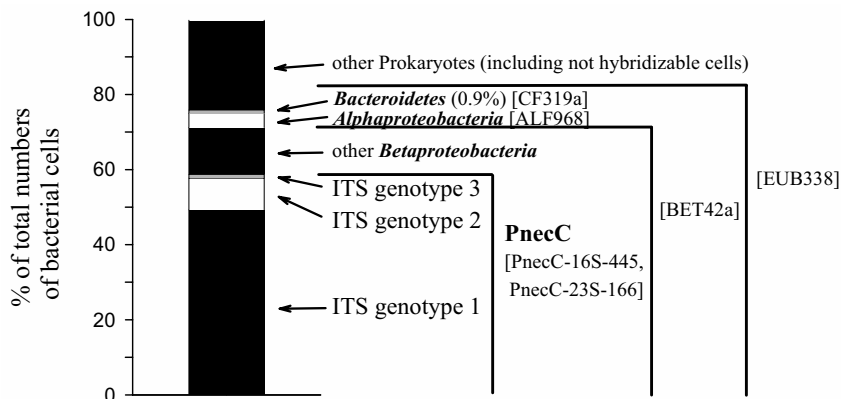 100
80
60
40
20
0
% of total numbers
of bacterial cells
other Prokaryotes (including not hybridizable cells)
Bacteroidetes (0.9%) [CF319a]
Alphaproteobacteria [ALF968]
other Betaproteobacteria
ITS genotype 3
ITS genotype 2
ITS genotype 1
PnecC
[PnecC-16S-445,
PnecC-23S-166]
[BET42a]
[EUB338]